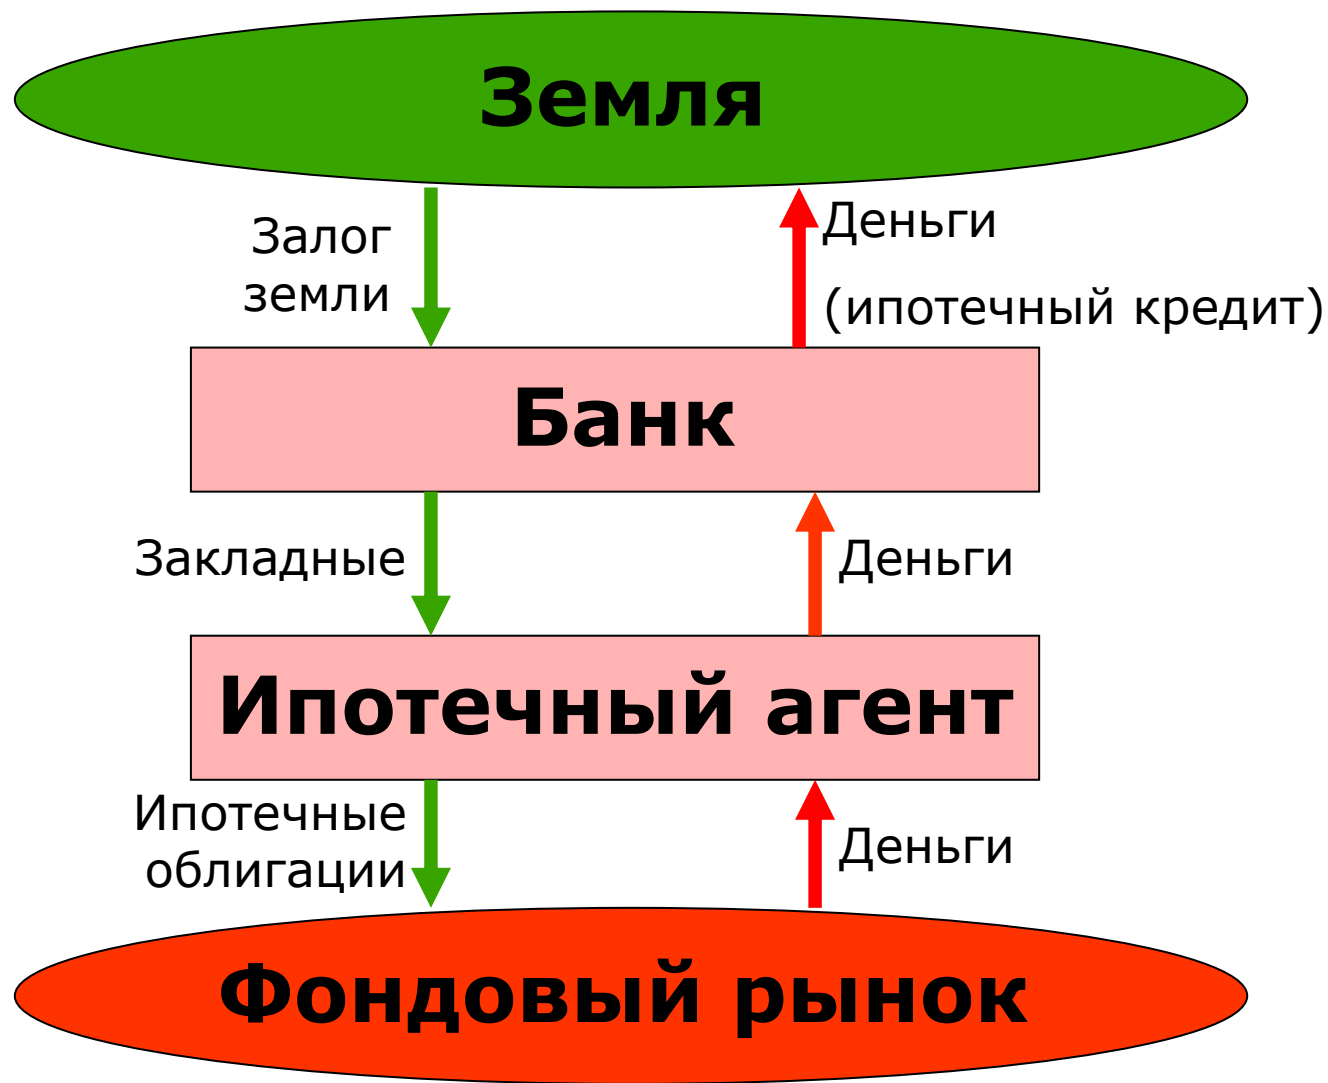 Земля
Залог
земли
Деньги
(ипотечный кредит)
Банк
Закладные
Деньги
Ипотечный агент
Ипотечные
облигации
Деньги
Фондовый рынок